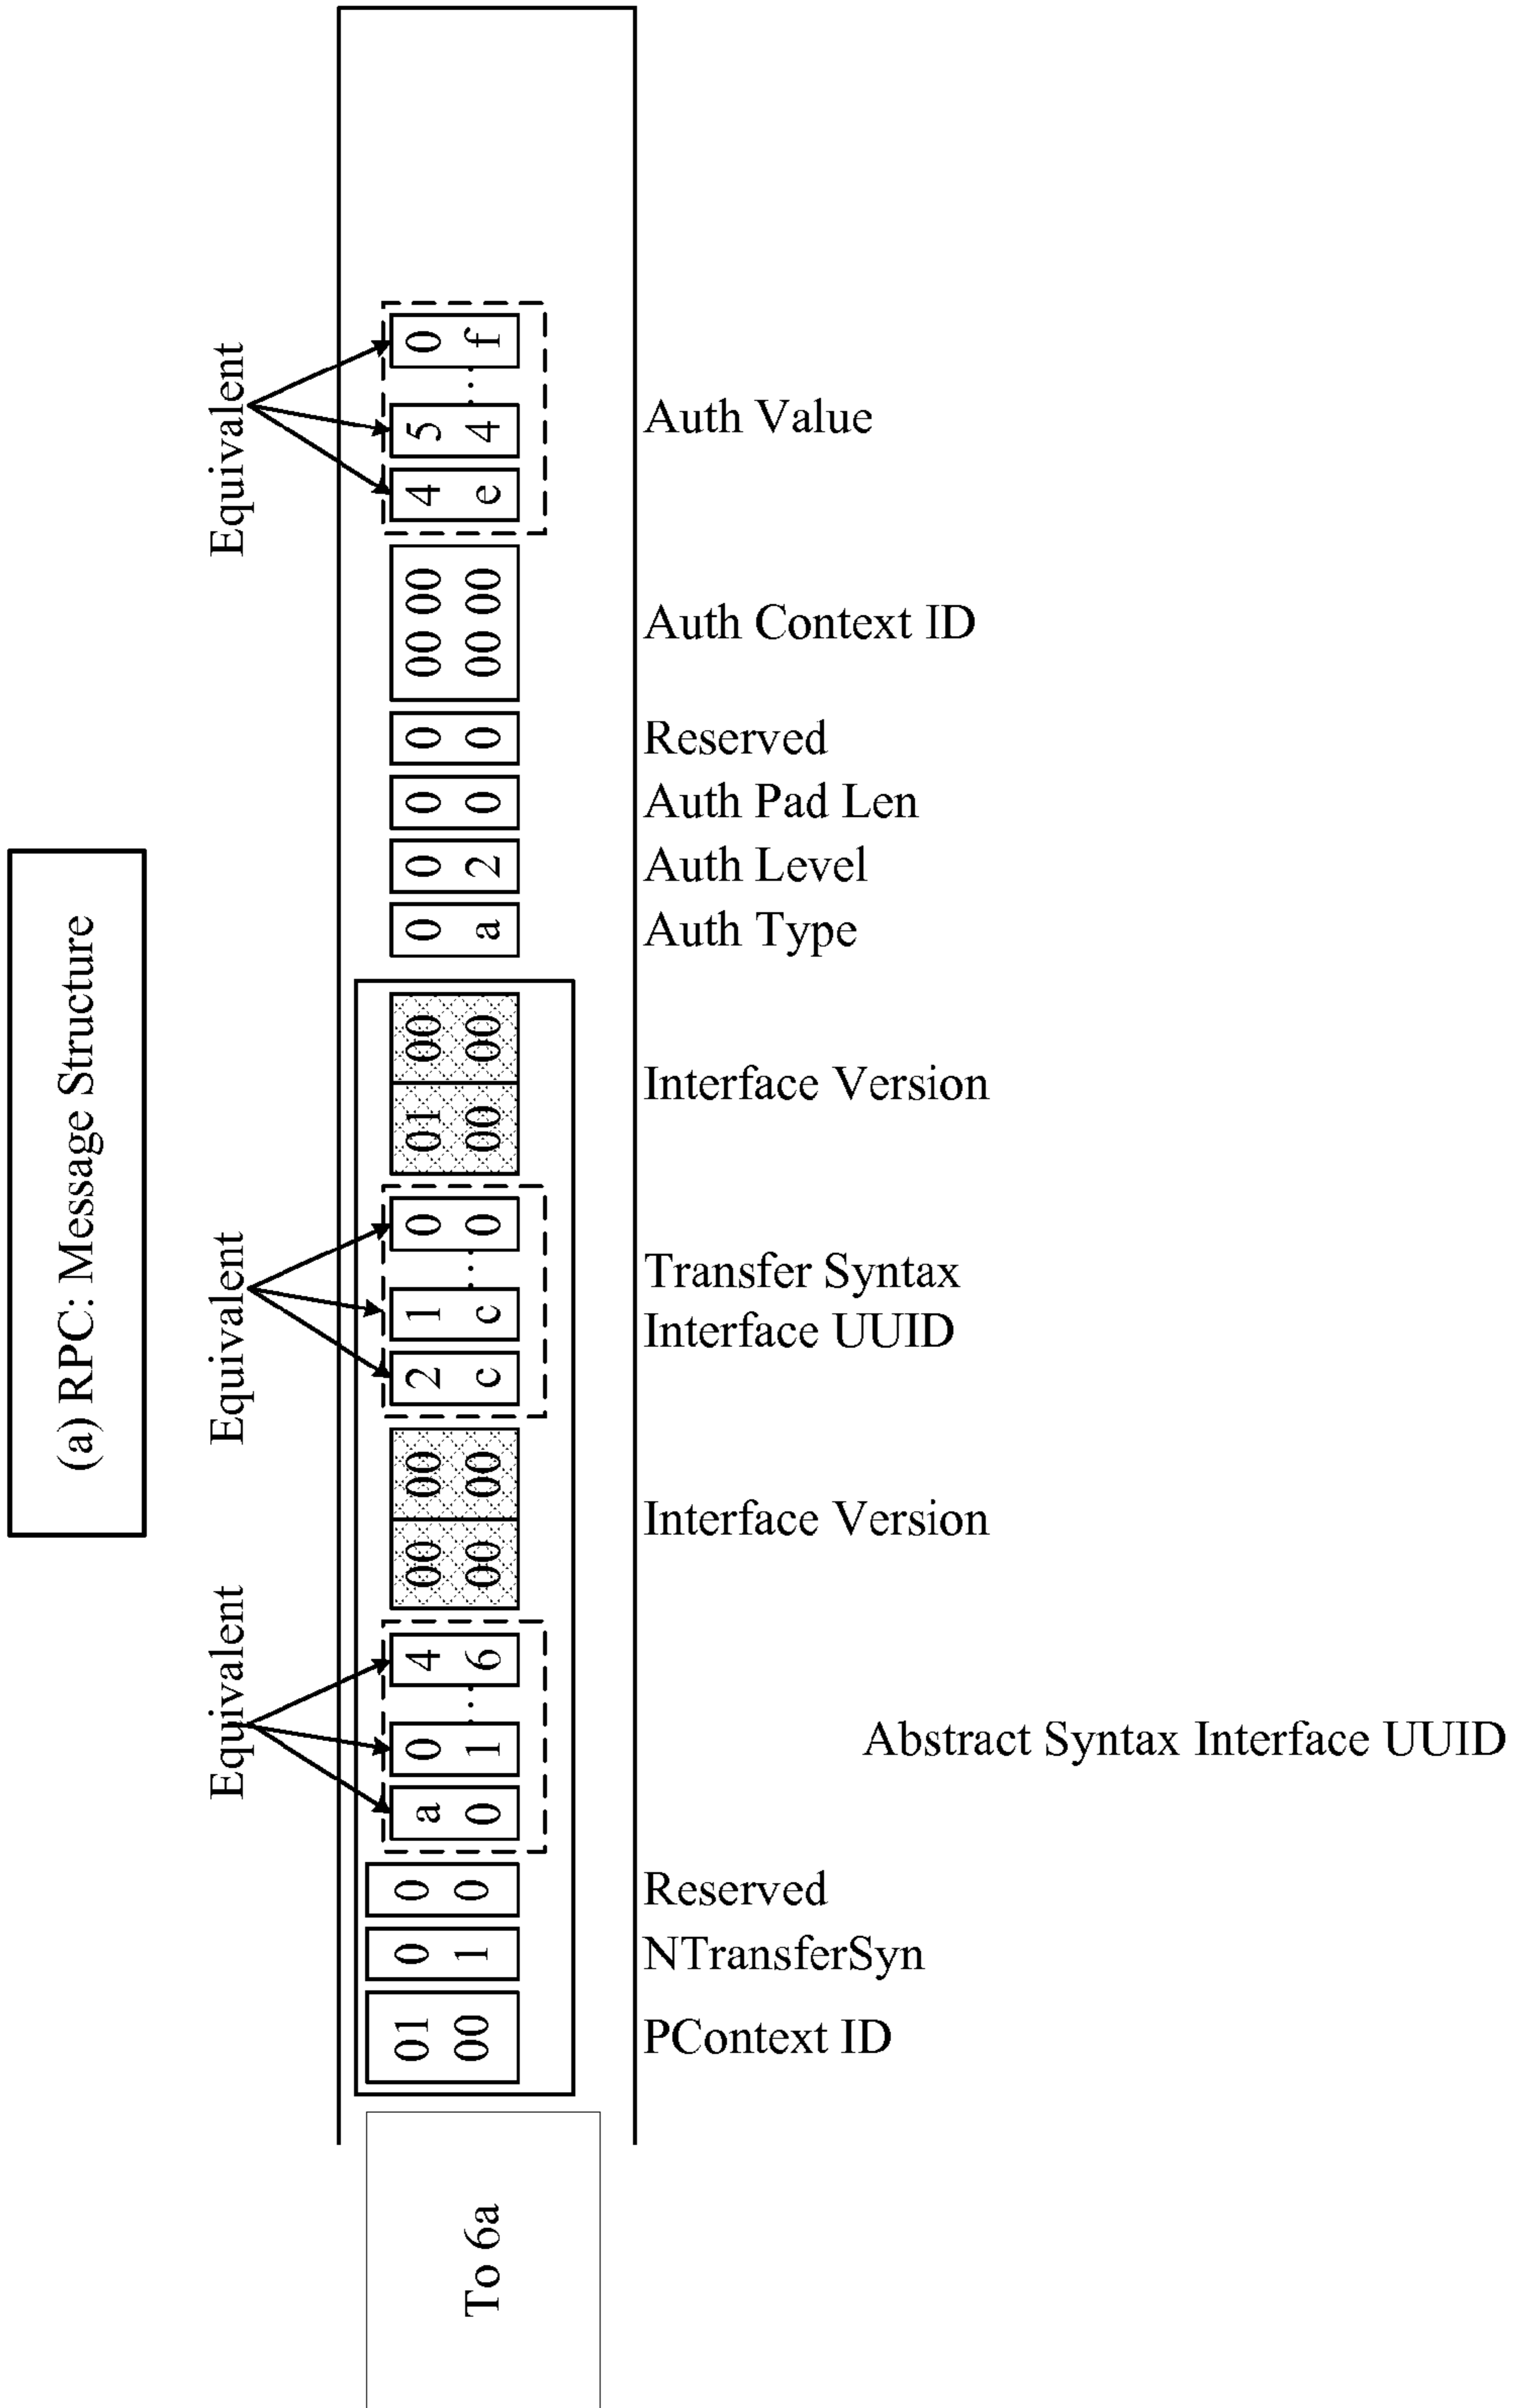 (a) RPC: Message Structure
Equivalent Equivalent Equivalent
01 0 0 a 0 4 00 00 2 1 0 01 00 0 0 0 0 00 00 4 5 0
00 1 0 0 1 ... 6 00 00 c c ... 0 00 00 a 2 0 0 00 00 e 4 ... f
To 6a
PContext ID
NTransferSyn
Reserved
Abstract Syntax Interface UUID
Interface Version
Transfer Syntax
Interface UUID
Interface Version
Auth Type
Auth Level
Auth Pad Len
Reserved
Auth Context ID
Auth Value